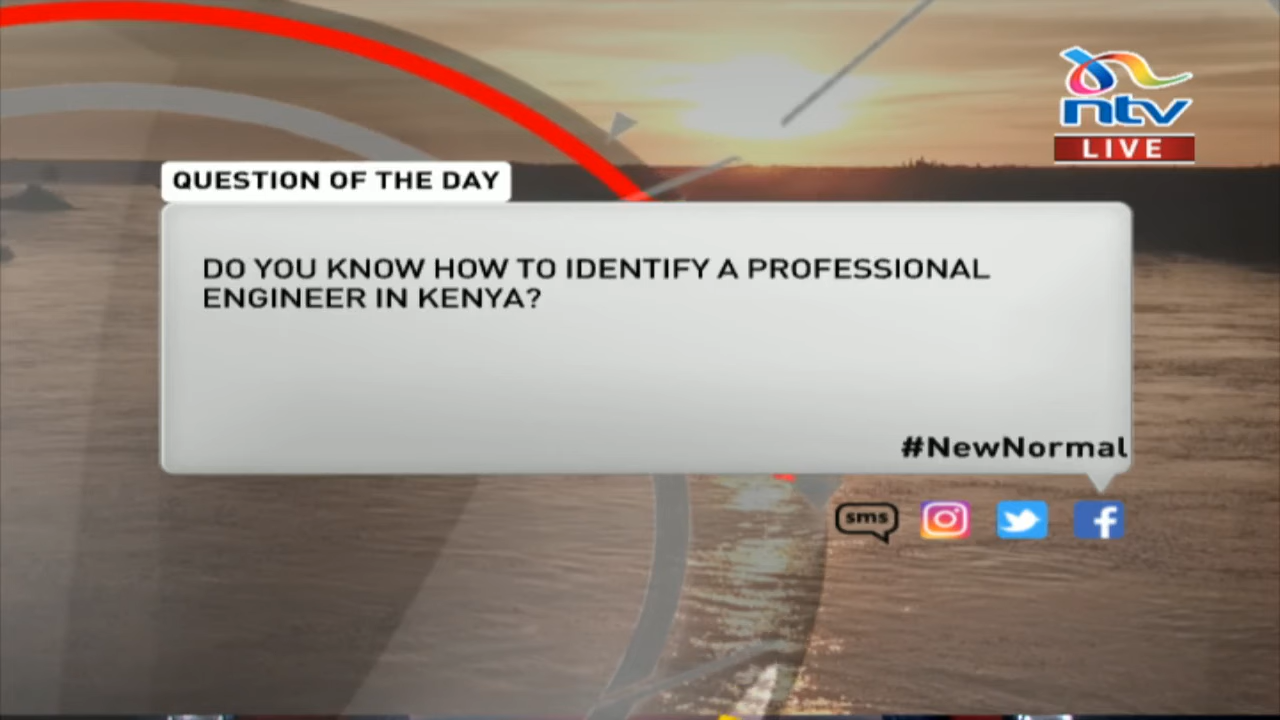 ntv
LIVE
QUESTION OF THE DAY
DO YOU KNOW HOW TO IDENTIFY A PROFESSIONAL
ENGINEER IN KENYA?
#NewNormal
sms